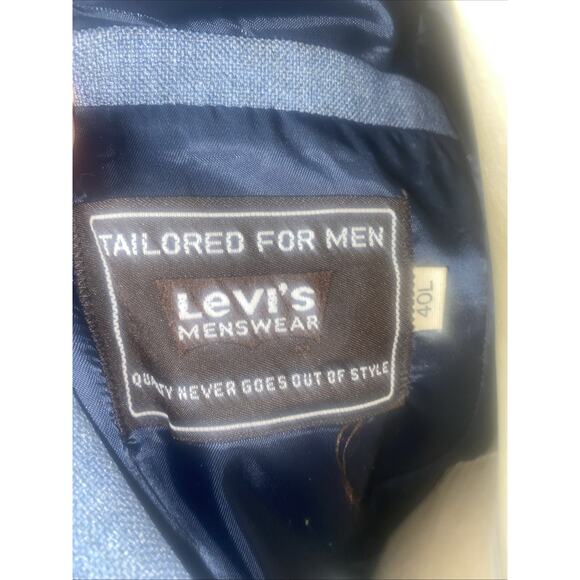 TAILORED FOR MEN
LeVI'S
MENSWEAR
QUALITY NEVER GOES OUT OF STYLE
40L